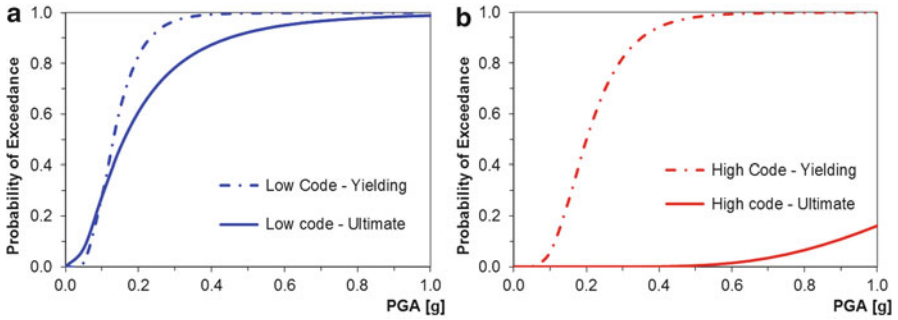 a
Probability of Exceedance
1.0
0.8
0.6
0.4
0.2
0.0
Low Code - Yielding
Low code - Ultimate
0.0 0.2 0.4 0.6 0.8 1.0
PGA [g]
b
Probability of Exceedance
1.0
0.8
0.6
0.4
0.2
0.0
High Code - Yielding
High code - Ultimate
0.0 0.2 0.4 0.6 0.8 1.0
PGA [g]